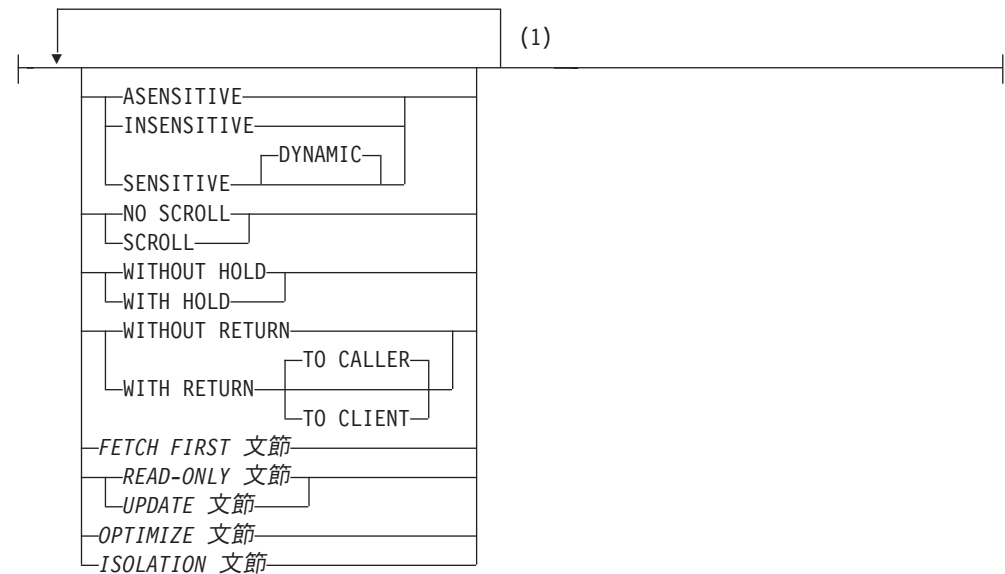 (1)
ASENSITIVE
INSENSITIVE
DYNAMIC
SENSITIVE
NO SCROLL
SCROLL
WITHOUT HOLD
WITH HOLD
WITHOUT RETURN
TO CALLER
WITH RETURN
TO CLIENT
FETCH FIRST 文節
READ-ONLY 文節
UPDATE 文節
OPTIMIZE 文節
ISOLATION 文節